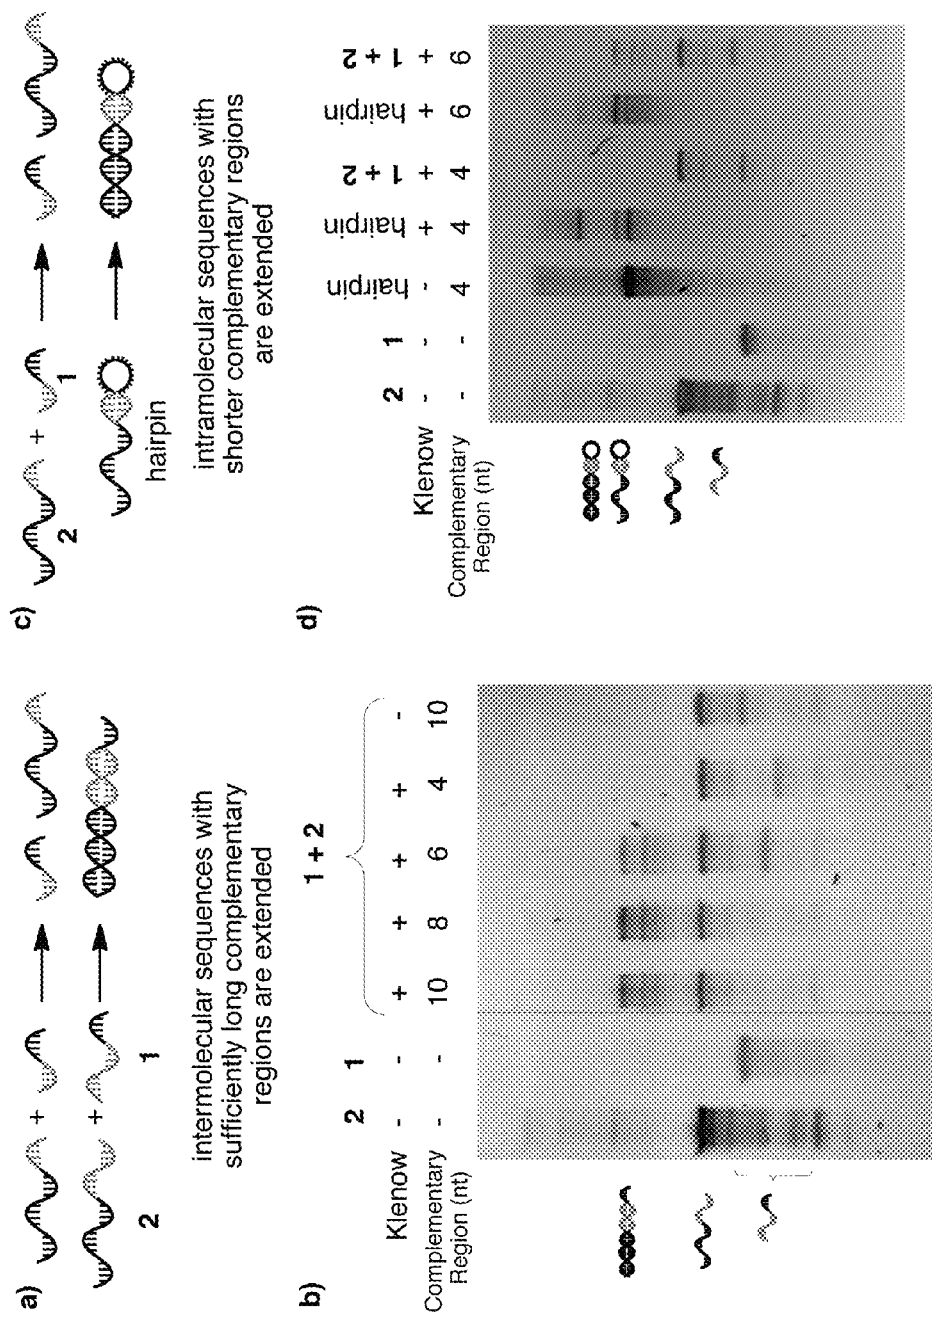 a)
+
+
2
1
intermolecular sequences with
sufficiently long complementary
regions are extended
b)
1 + 2
2 1
Klenow - - + + + + -
Complementary - - 10 8 6 4 10
Region (nt)
c)
+
2
1
hairpin
intramolecular sequences with
shorter complementary regions
are extended
d)
2 1 hairpin hairpin 1 + 2 hairpin 1 + 2
Klenow - - - + + + +
Complementary - - 4 4 4 6 6
Region (nt)